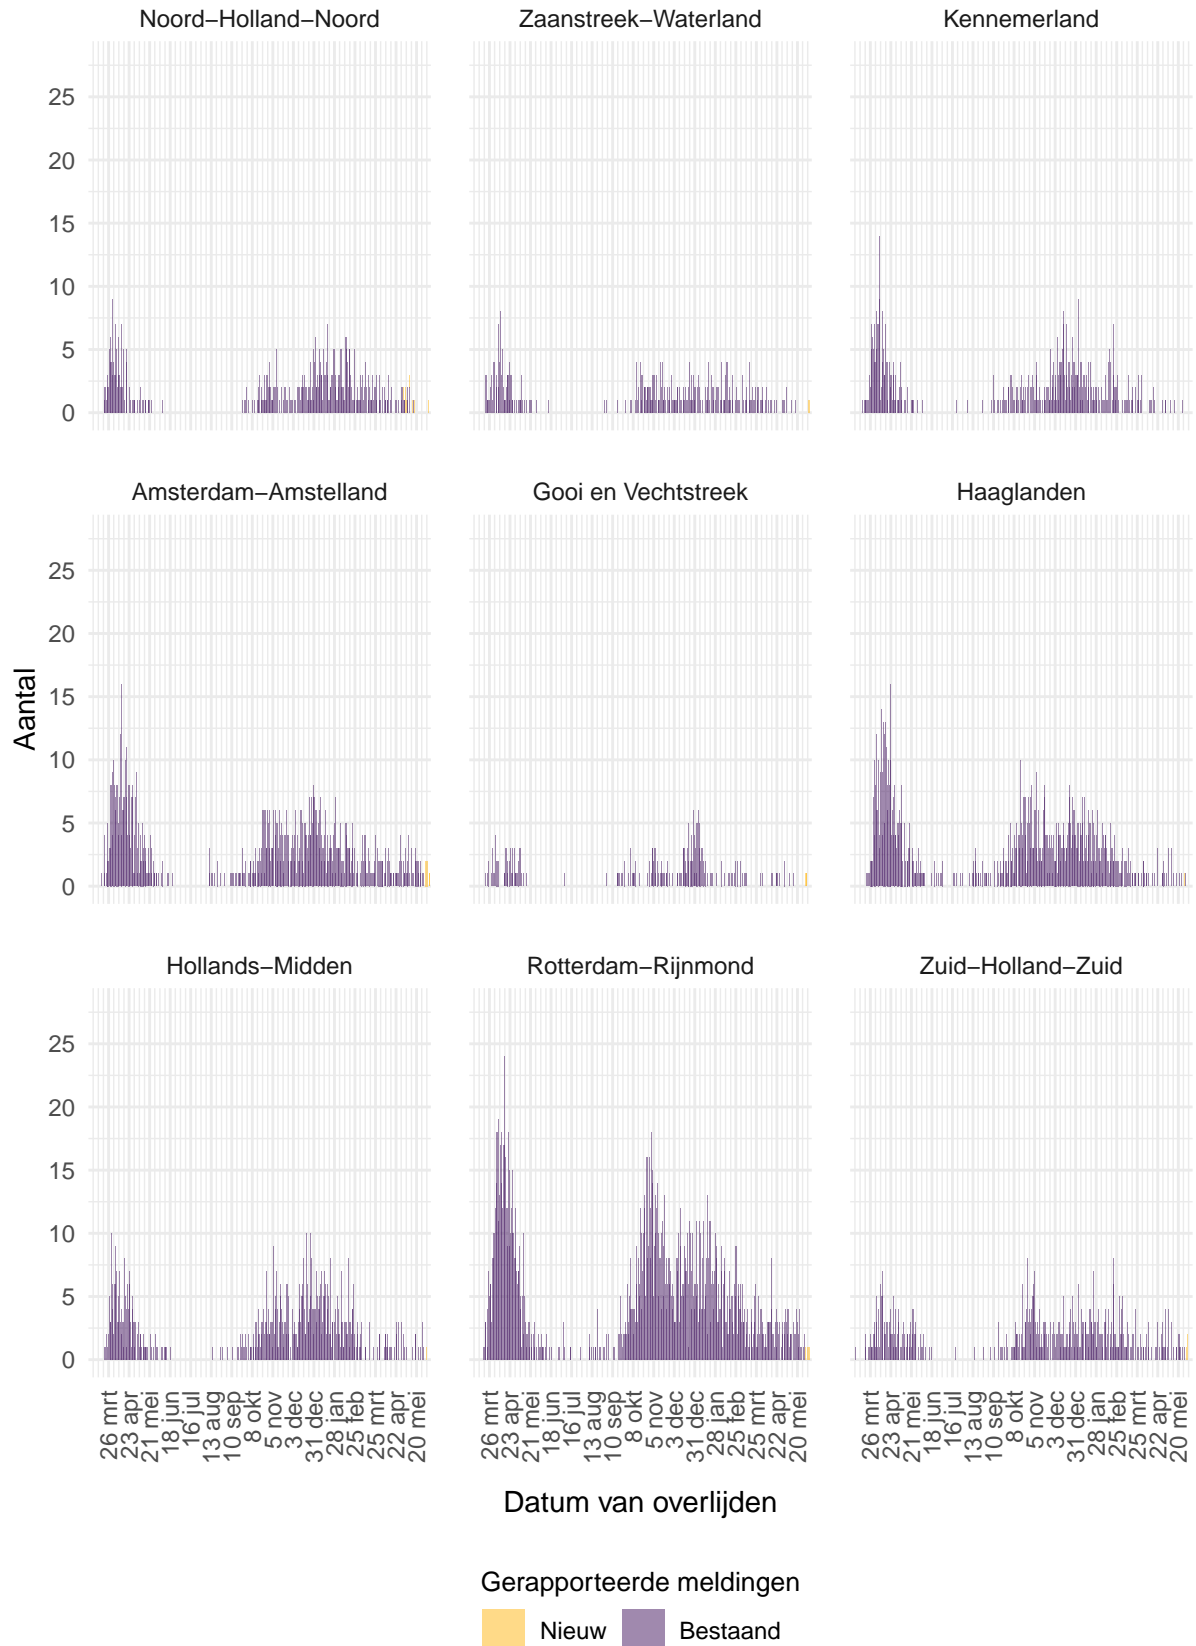 Noord−Holland−Noord
Zaanstreek−Waterland
Kennemerland
25
20
15
10
5
0
Amsterdam−Amstelland
Gooi en Vechtstreek
Haaglanden
25
20
15
10
5
0
Aantal
Hollands−Midden
Rotterdam−Rijnmond
Zuid−Holland−Zuid
25
20
15
10
5
0
26 mrt
23 apr
21 mei
18 jun
16 jul
13 aug
10 sep
8 okt
5 nov
3 dec
31 dec
28 jan
25 feb
25 mrt
22 apr
20 mei
26 mrt
23 apr
21 mei
18 jun
16 jul
13 aug
10 sep
8 okt
5 nov
3 dec
31 dec
28 jan
25 feb
25 mrt
22 apr
20 mei
26 mrt
23 apr
21 mei
18 jun
16 jul
13 aug
10 sep
8 okt
5 nov
3 dec
31 dec
28 jan
25 feb
25 mrt
22 apr
20 mei
Datum van overlijden
Gerapporteerde meldingen
Nieuw
Bestaand